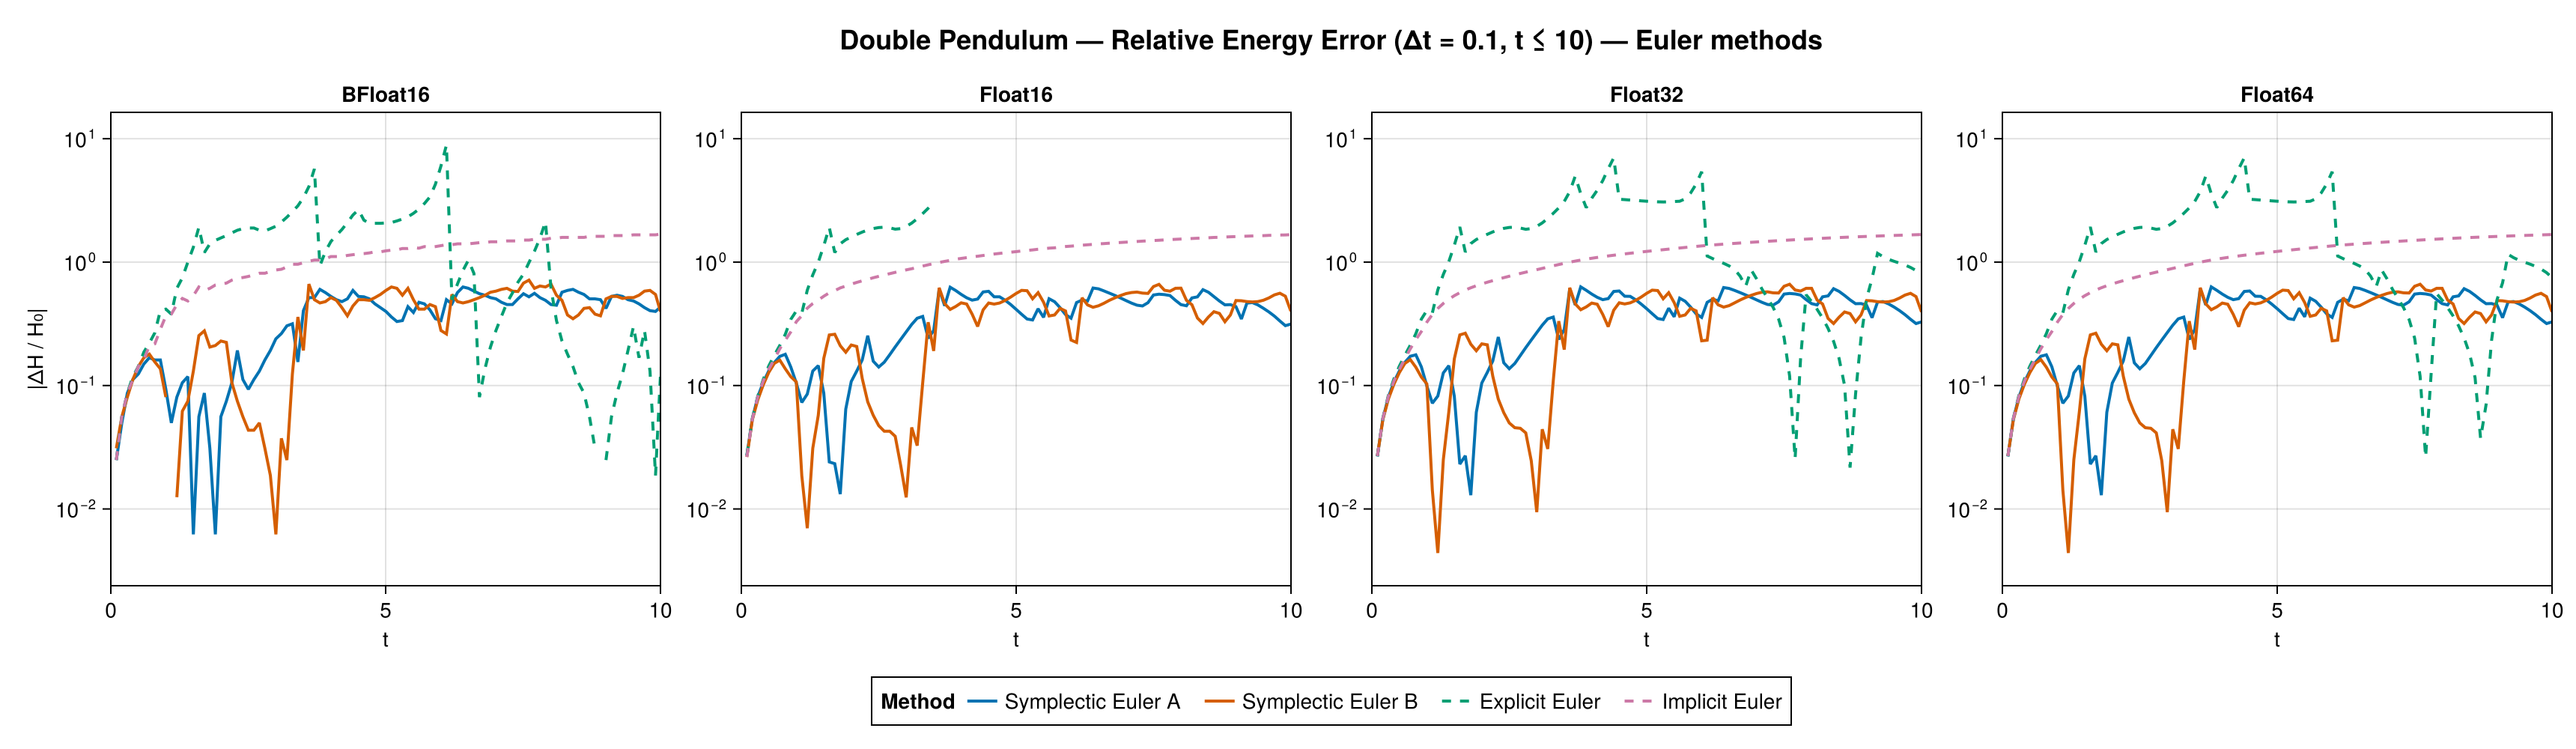 Double Pendulum — Relative Energy Error (Δt = 0.1, t ≤ 10) — Euler methods
BFloat16 Float16 Float32 Float64
|ΔH / H₀|
10¹ 10¹ 10¹ 10¹
10⁰ 10⁰ 10⁰ 10⁰
10⁻¹ 10⁻¹ 10⁻¹ 10⁻¹
10⁻² 10⁻² 10⁻² 10⁻²
0 5 10 0 5 10 0 5 10 0 5 10
t t t t
Method Symplectic Euler A Symplectic Euler B Explicit Euler Implicit Euler